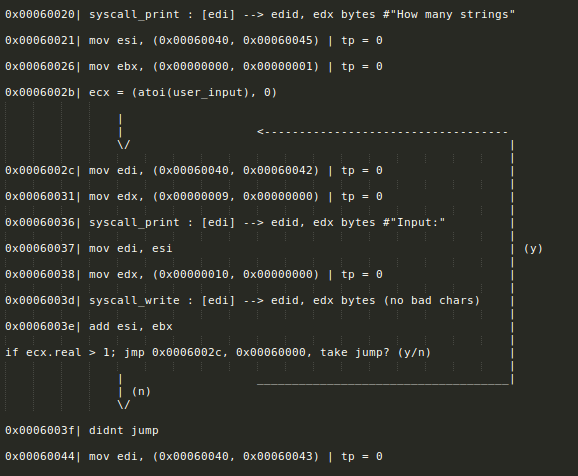 0x00060020| syscall_print : [edi] --> edid, edx bytes #"How many strings"
0x00060021| mov esi, (0x00060040, 0x00060045) | tp = 0
0x00060026| mov ebx, (0x00000000, 0x00000001) | tp = 0
0x0006002b| ecx = (atoi(user_input), 0)
|
| <------------------------------------
\/ |
0x0006002c| mov edi, (0x00060040, 0x00060042) | tp = 0 |
0x00060031| mov edx, (0x00000009, 0x00000000) | tp = 0 |
0x00060036| syscall_print : [edi] --> edid, edx bytes #"Input:" |
0x00060037| mov edi, esi | (y)
0x00060038| mov edx, (0x00000010, 0x00000000) | tp = 0 |
0x0006003d| syscall_write : [edi] --> edid, edx bytes (no bad chars) |
0x0006003e| add esi, ebx |
if ecx.real > 1; jmp 0x0006002c, 0x00060000, take jump? (y/n) |
| ____________________________________|
| (n)
\/
0x0006003f| didnt jump
0x00060044| mov edi, (0x00060040, 0x00060043) | tp = 0